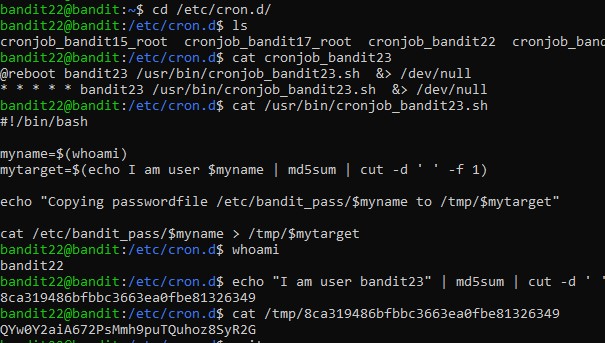 bandit22@bandit:~$ cd /etc/cron.d/
bandit22@bandit:/etc/cron.d$ ls
cronjob_bandit15_root  cronjob_bandit17_root  cronjob_bandit22  cronjob_ban
bandit22@bandit:/etc/cron.d$ cat cronjob_bandit23
@reboot bandit23 /usr/bin/cronjob_bandit23.sh  &> /dev/null
* * * * * bandit23 /usr/bin/cronjob_bandit23.sh  &> /dev/null
bandit22@bandit:/etc/cron.d$ cat /usr/bin/cronjob_bandit23.sh
#!/bin/bash
myname=$(whoami)
mytarget=$(echo I am user $myname | md5sum | cut -d ' ' -f 1)
echo "Copying passwordfile /etc/bandit_pass/$myname to /tmp/$mytarget"
cat /etc/bandit_pass/$myname > /tmp/$mytarget
bandit22@bandit:/etc/cron.d$ whoami
bandit22
bandit22@bandit:/etc/cron.d$ echo "I am user bandit23" | md5sum | cut -d ' '
8ca319486bfbbc3663ea0fbe81326349
bandit22@bandit:/etc/cron.d$ cat /tmp/8ca319486bfbbc3663ea0fbe81326349
QYw0Y2aiA672PsMmh9puTQuhoz8SyR2G
bandit22@bandit:/etc/cron.d$